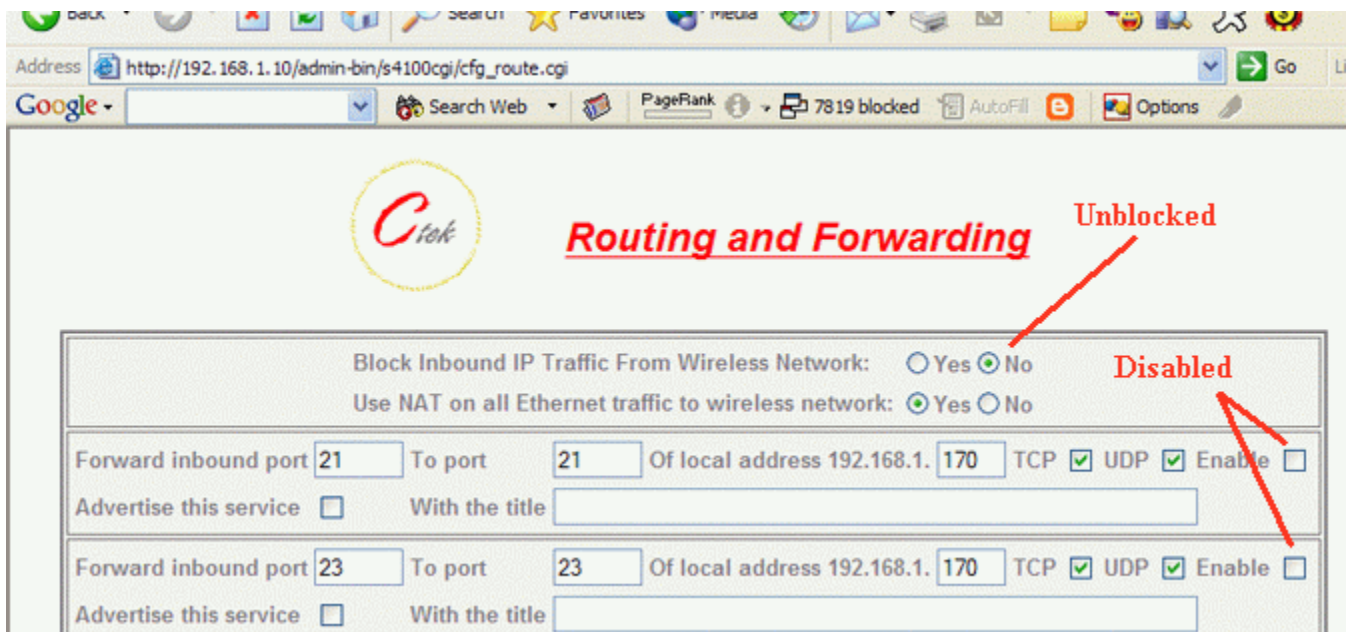 Back Search Favorites Media
Address http://192.168.1.10/admin-bin/s4100cgi/cfg_route.cgi Go Li
Google Search Web PageRank 7819 blocked AutoFill Options
Ctek
Routing and Forwarding
Unblocked
Block Inbound IP Traffic From Wireless Network: Yes No
Disabled
Use NAT on all Ethernet traffic to wireless network: Yes No
Forward inbound port 21 To port 21 Of local address 192.168.1. 170 TCP UDP Enable
Advertise this service With the title
Forward inbound port 23 To port 23 Of local address 192.168.1. 170 TCP UDP Enable
Advertise this service With the title